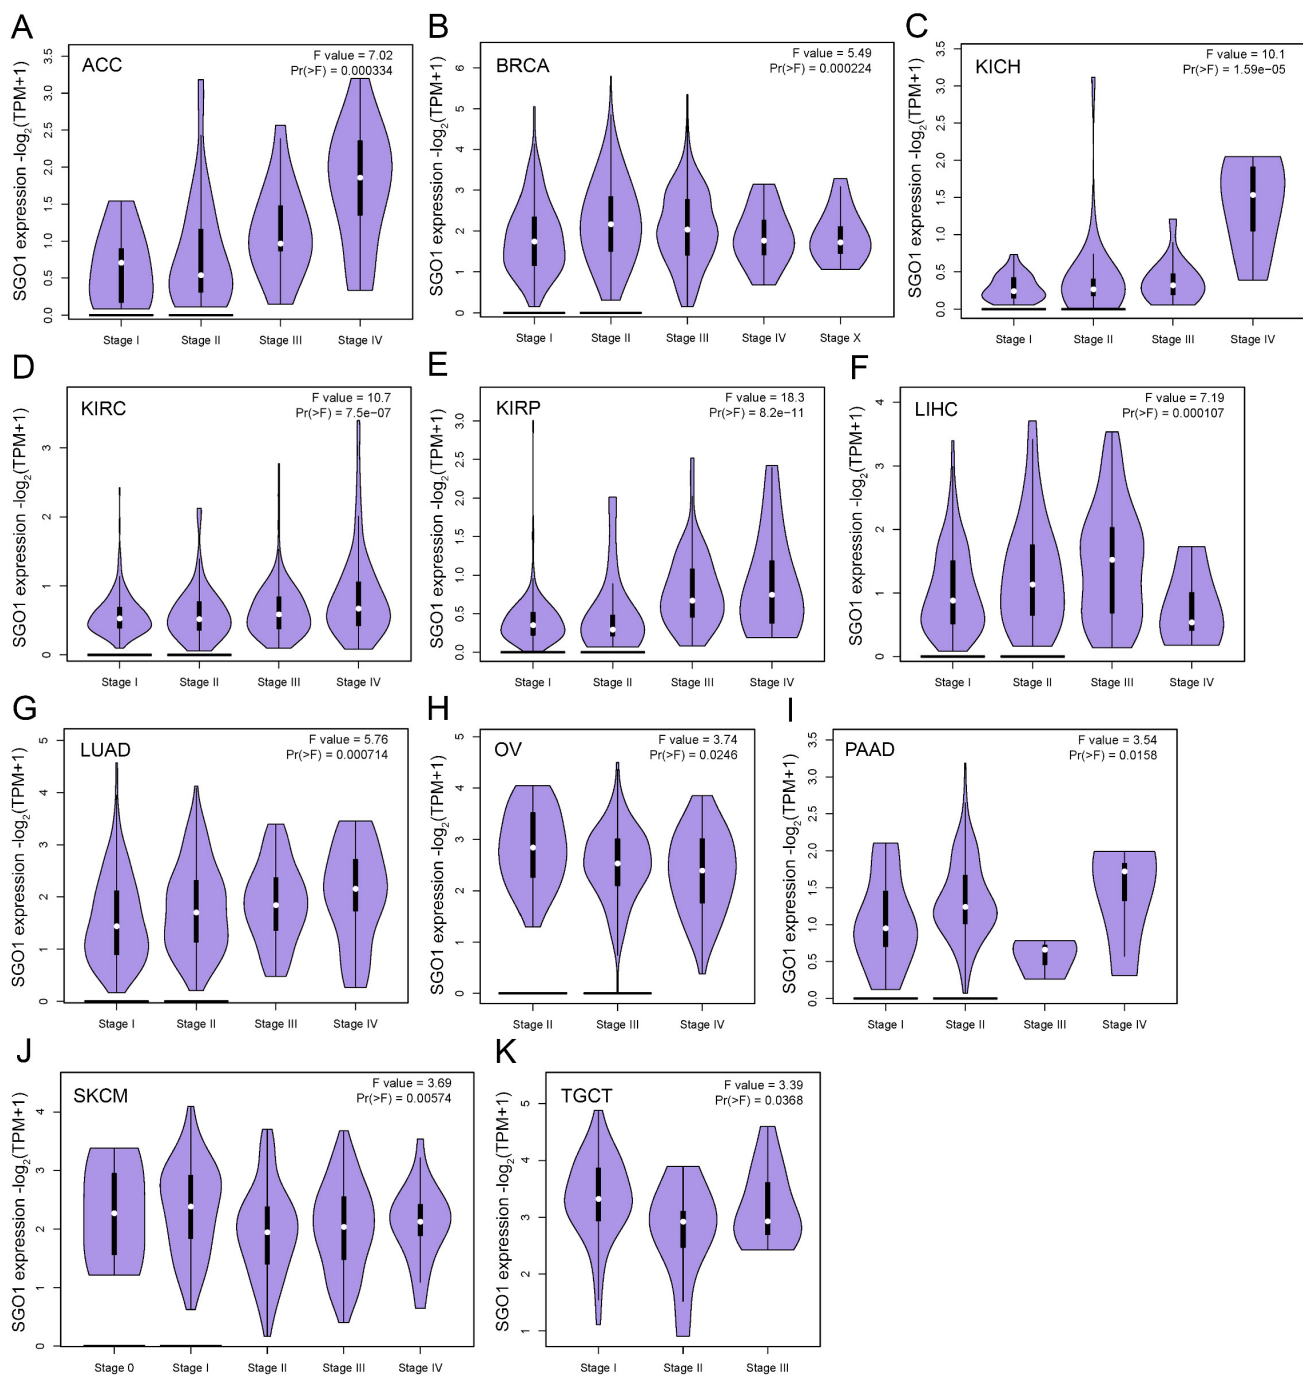 A
ACC
F value = 7.02
Pr(>F) = 0.000334
SGO1 expression -log₂(TPM+1)
3.5
3.0
2.5
2.0
1.5
1.0
0.5
0.0
Stage I Stage II Stage III Stage IV
B
BRCA
F value = 5.49
Pr(>F) = 0.000224
SGO1 expression -log₂(TPM+1)
6
5
4
3
2
1
0
Stage I Stage II Stage III Stage IV Stage X
C
KICH
F value = 10.1
Pr(>F) = 1.59e−05
SGO1 expression -log₂(TPM+1)
3.5
3.0
2.5
2.0
1.5
1.0
0.5
0.0
Stage I Stage II Stage III Stage IV
D
KIRC
F value = 10.7
Pr(>F) = 7.5e−07
SGO1 expression -log₂(TPM+1)
3
2
1
0
Stage I Stage II Stage III Stage IV
E
KIRP
F value = 18.3
Pr(>F) = 8.2e−11
SGO1 expression -log₂(TPM+1)
3.0
2.5
2.0
1.5
1.0
0.5
0.0
Stage I Stage II Stage III Stage IV
F
LIHC
F value = 7.19
Pr(>F) = 0.000107
SGO1 expression -log₂(TPM+1)
4
3
2
1
0
Stage I Stage II Stage III Stage IV
G
LUAD
F value = 5.76
Pr(>F) = 0.000714
SGO1 expression -log₂(TPM+1)
5
4
3
2
1
0
Stage I Stage II Stage III Stage IV
H
OV
F value = 3.74
Pr(>F) = 0.0246
SGO1 expression -log₂(TPM+1)
5
4
3
2
1
0
Stage II Stage III Stage IV
I
PAAD
F value = 3.54
Pr(>F) = 0.0158
SGO1 expression -log₂(TPM+1)
3.5
3.0
2.5
2.0
1.5
1.0
0.5
0.0
Stage I Stage II Stage III Stage IV
J
SKCM
F value = 3.69
Pr(>F) = 0.00574
SGO1 expression -log₂(TPM+1)
4
3
2
1
0
Stage 0 Stage I Stage II Stage III Stage IV
K
TGCT
F value = 3.39
Pr(>F) = 0.0368
SGO1 expression -log₂(TPM+1)
5
4
3
2
1
Stage I Stage II Stage III